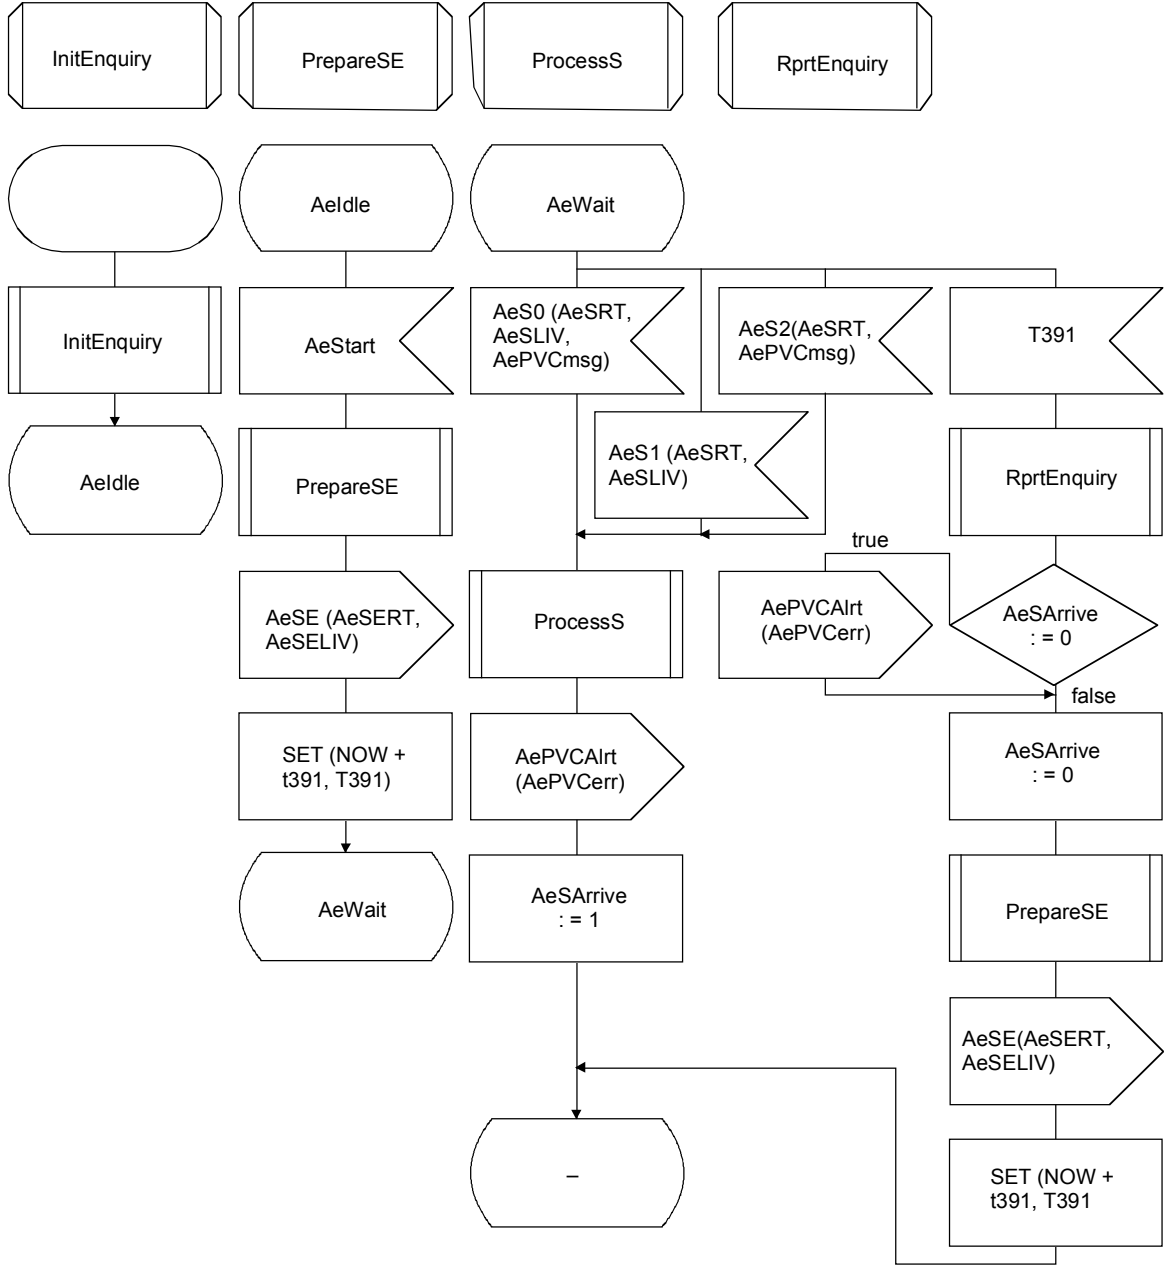 InitEnquiry
PrepareSE
ProcessS
RprtEnquiry
AeIdle
AeWait
InitEnquiry
AeStart
AeS0 (AeSRT,
AeSLIV,
AePVCmsg)
AeS2(AeSRT,
AePVCmsg)
T391
AeIdle
PrepareSE
AeS1 (AeSRT,
AeSLIV)
RprtEnquiry
true
AeSE (AeSERT,
AeSELIV)
ProcessS
AePVCAlrt
(AePVCerr)
AeSArrive
: = 0
false
SET (NOW +
t391, T391)
AePVCAlrt
(AePVCerr)
AeSArrive
: = 0
AeWait
AeSArrive
: = 1
PrepareSE
AeSE(AeSERT,
AeSELIV)
–
SET (NOW +
t391, T391